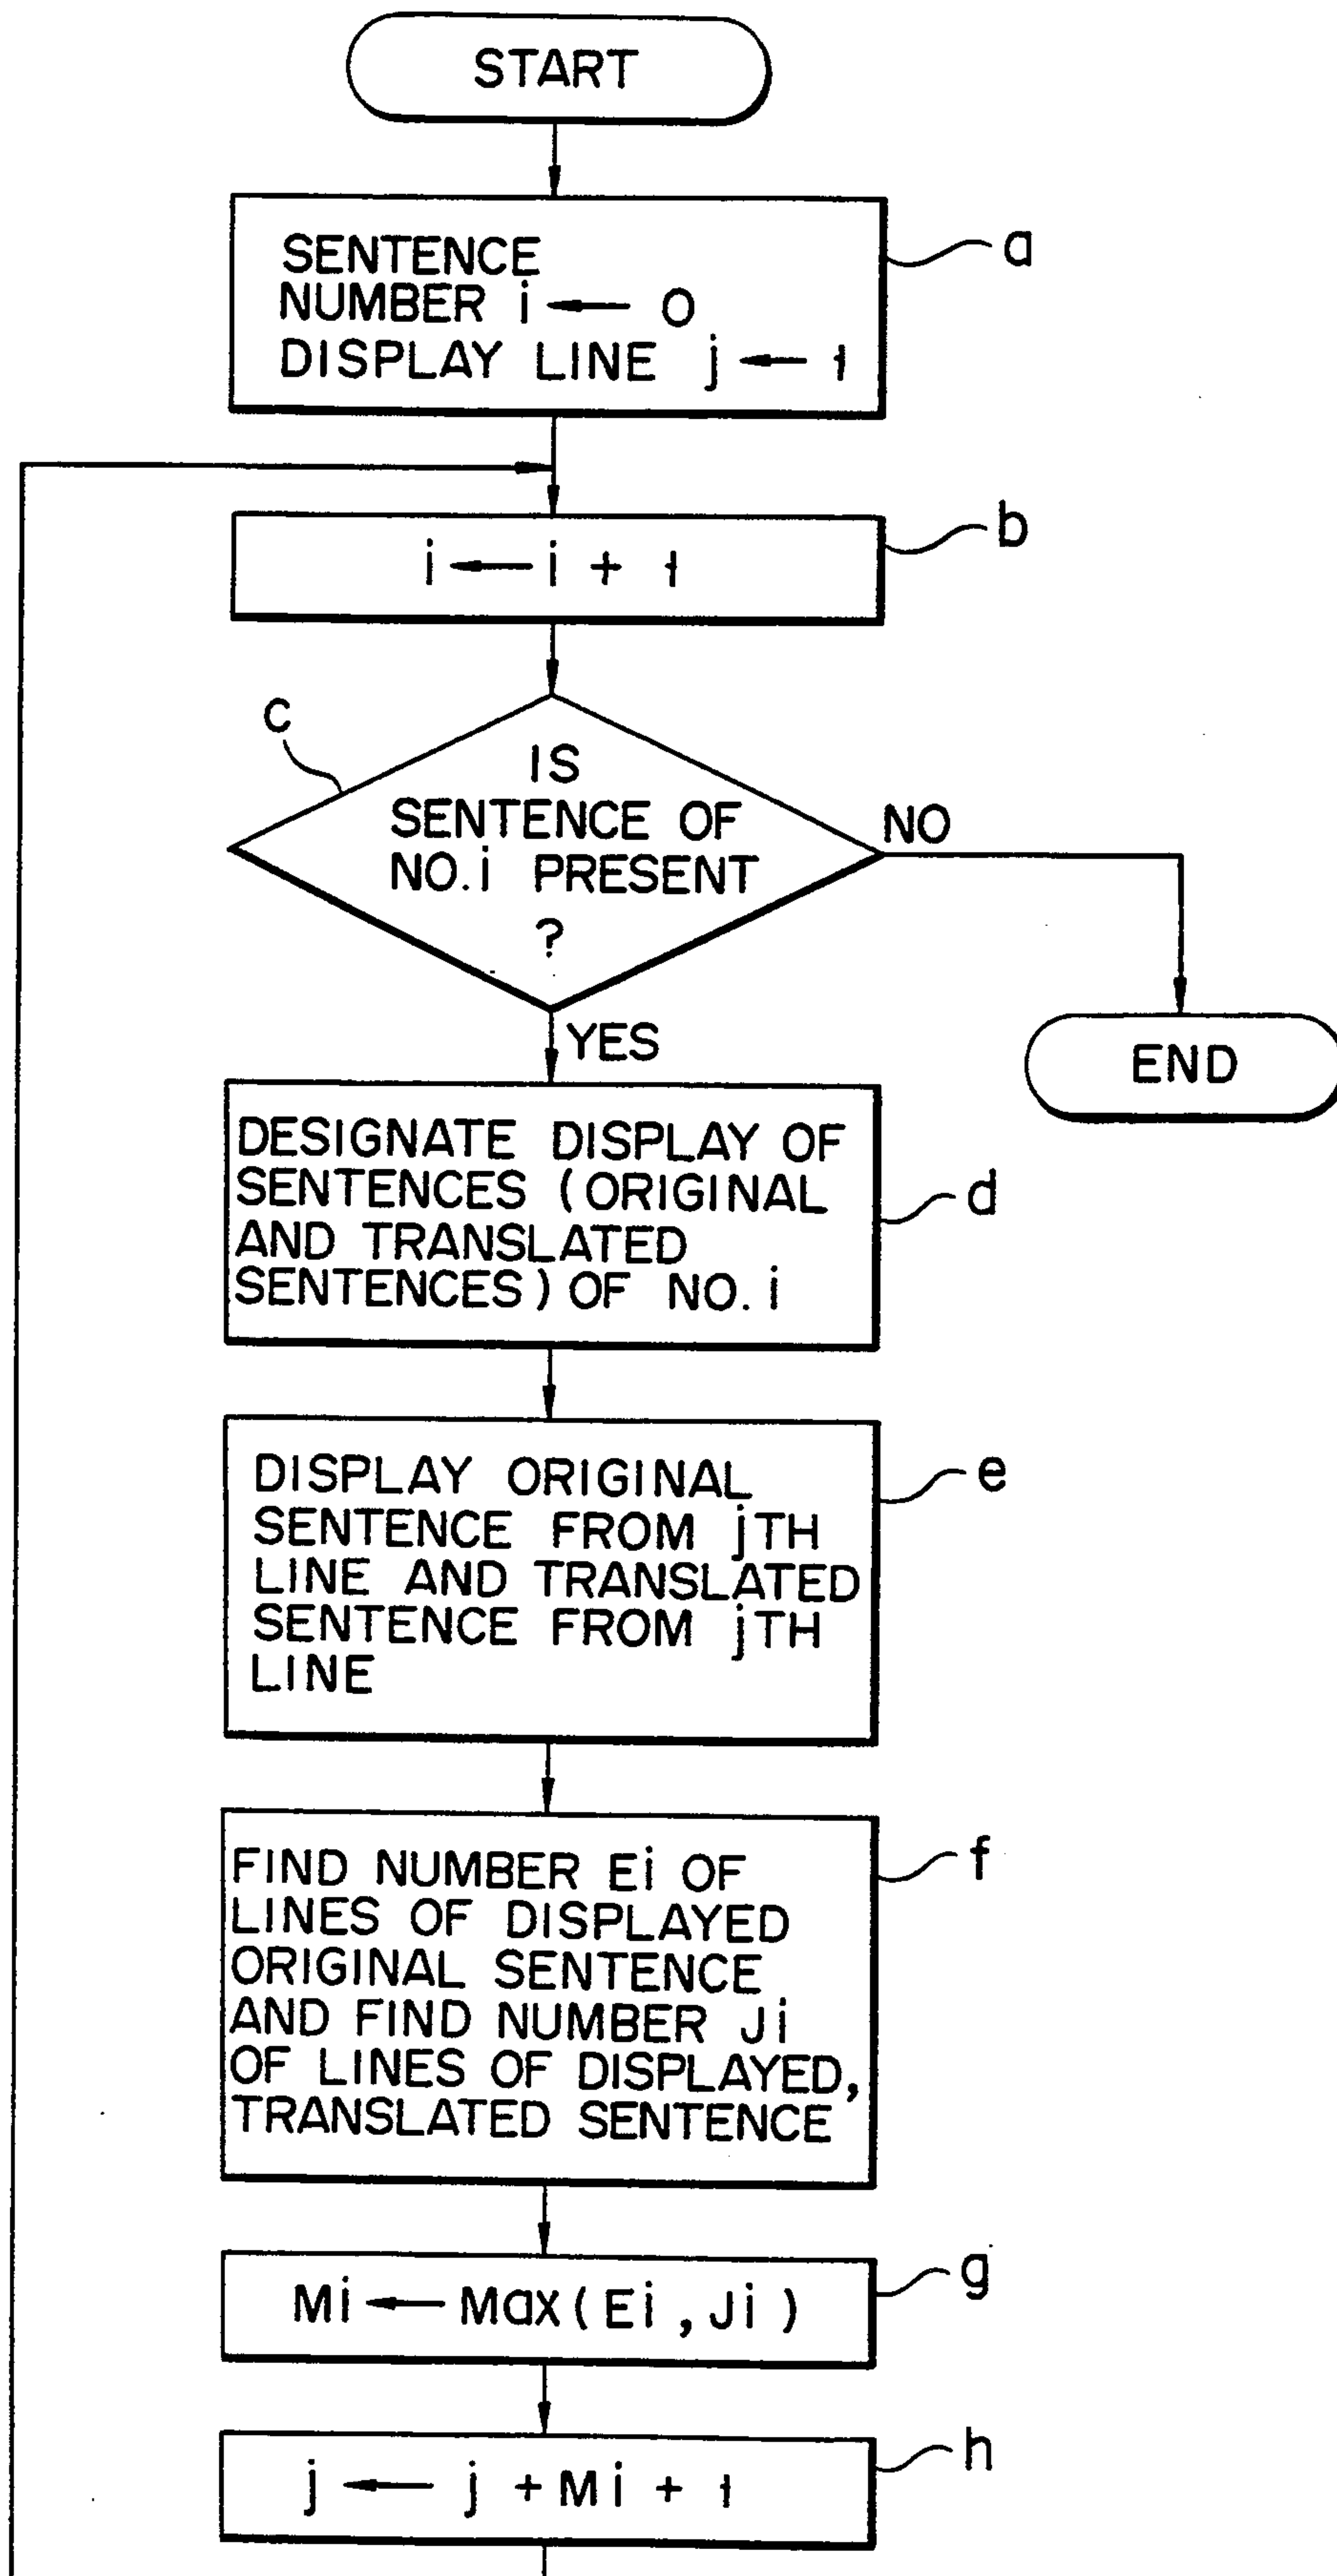 START
SENTENCE
NUMBER i ← 0
DISPLAY LINE j ← 1
a
i ← i + 1
b
c
IS
SENTENCE OF
NO.i PRESENT
?
NO
YES
END
DESIGNATE DISPLAY OF
SENTENCES (ORIGINAL
AND TRANSLATED
SENTENCES) OF NO. i
d
DISPLAY ORIGINAL
SENTENCE FROM jTH
LINE AND TRANSLATED
SENTENCE FROM jTH
LINE
e
FIND NUMBER Ei OF
LINES OF DISPLAYED
ORIGINAL SENTENCE
AND FIND NUMBER Ji
OF LINES OF DISPLAYED,
TRANSLATED SENTENCE
f
Mi ← Max(Ei, Ji)
g
j ← j + Mi + 1
h